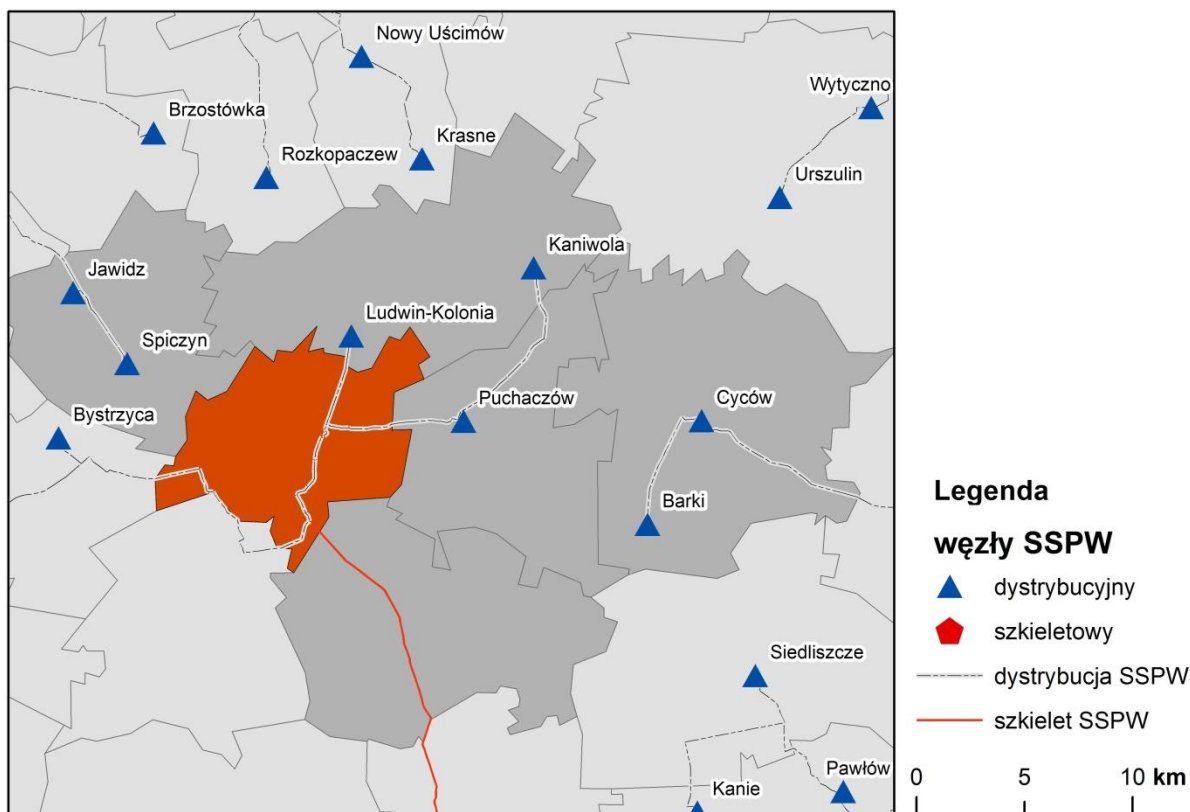 Nowy Uścimów
Wytyczno
Brzostówka
Krasne
Rozkopaczew
Urszulin
Kaniwola
Jawidz
Ludwin-Kolonia
Spiczyn
Puchaczów
Cyców
Bystrzyca
Barki
Siedliszcze
Pawłów
Kanie
Legenda
węzły SSPW
dystrybucyjny
szkieletowy
dystrybucja SSPW
szkielet SSPW
0 5 10 km